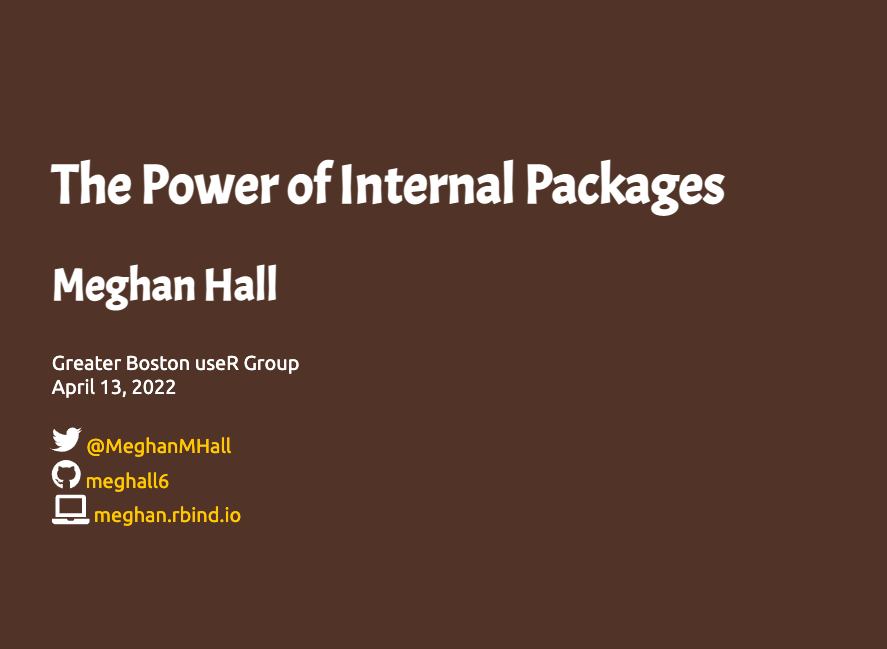 The Power of Internal Packages
Meghan Hall
Greater Boston useR Group
April 13, 2022
@MeghanMHall
meghall6
meghan.rbind.io